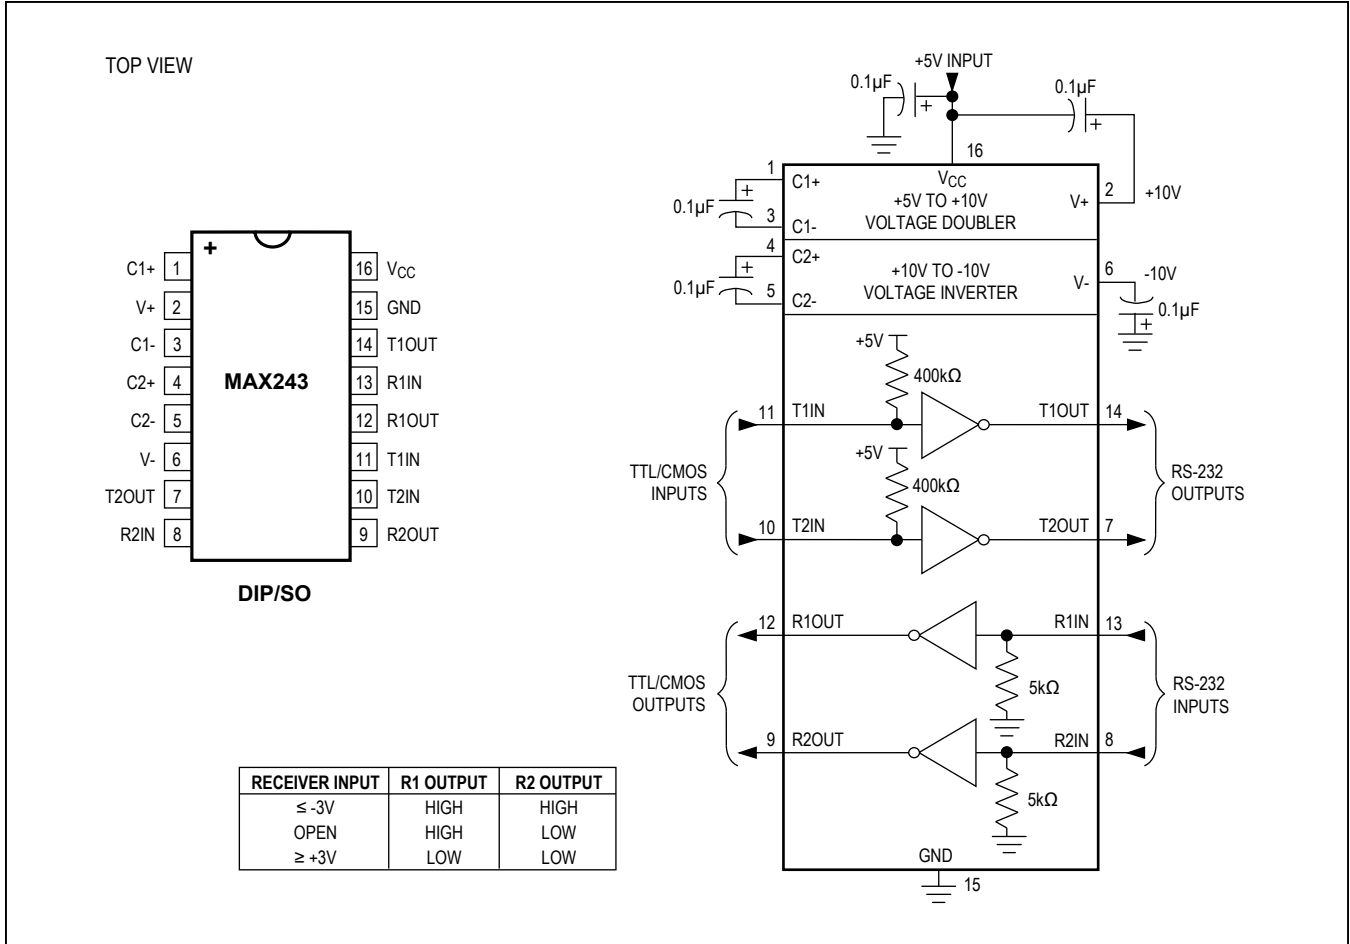 TOP VIEW
MAX243
C1+ 1
V+ 2
C1- 3
C2+ 4
C2- 5
V- 6
T2OUT 7
R2IN 8
16 VCC
15 GND
14 T1OUT
13 R1IN
12 R1OUT
11 T1IN
10 T2IN
9 R2OUT
+
DIP/SO
+5V INPUT
0.1µF
+
0.1µF
+
16
VCC
1
C1+
+
0.1µF
3
C1-
+5V TO +10V
VOLTAGE DOUBLER
V+
2
+10V
4
C2+
+
0.1µF
5
C2-
+10V TO -10V
VOLTAGE INVERTER
V-
6
-10V
0.1µF
+
+5V
400kΩ
11 T1IN
T1OUT 14
+5V
400kΩ
TTL/CMOS
INPUTS
RS-232
OUTPUTS
10 T2IN
T2OUT 7
12 R1OUT
R1IN 13
5kΩ
TTL/CMOS
OUTPUTS
RS-232
INPUTS
9 R2OUT
R2IN 8
5kΩ
GND
15
RECEIVER INPUT R1 OUTPUT R2 OUTPUT
≤ -3V HIGH HIGH
OPEN HIGH LOW
≥ +3V LOW LOW